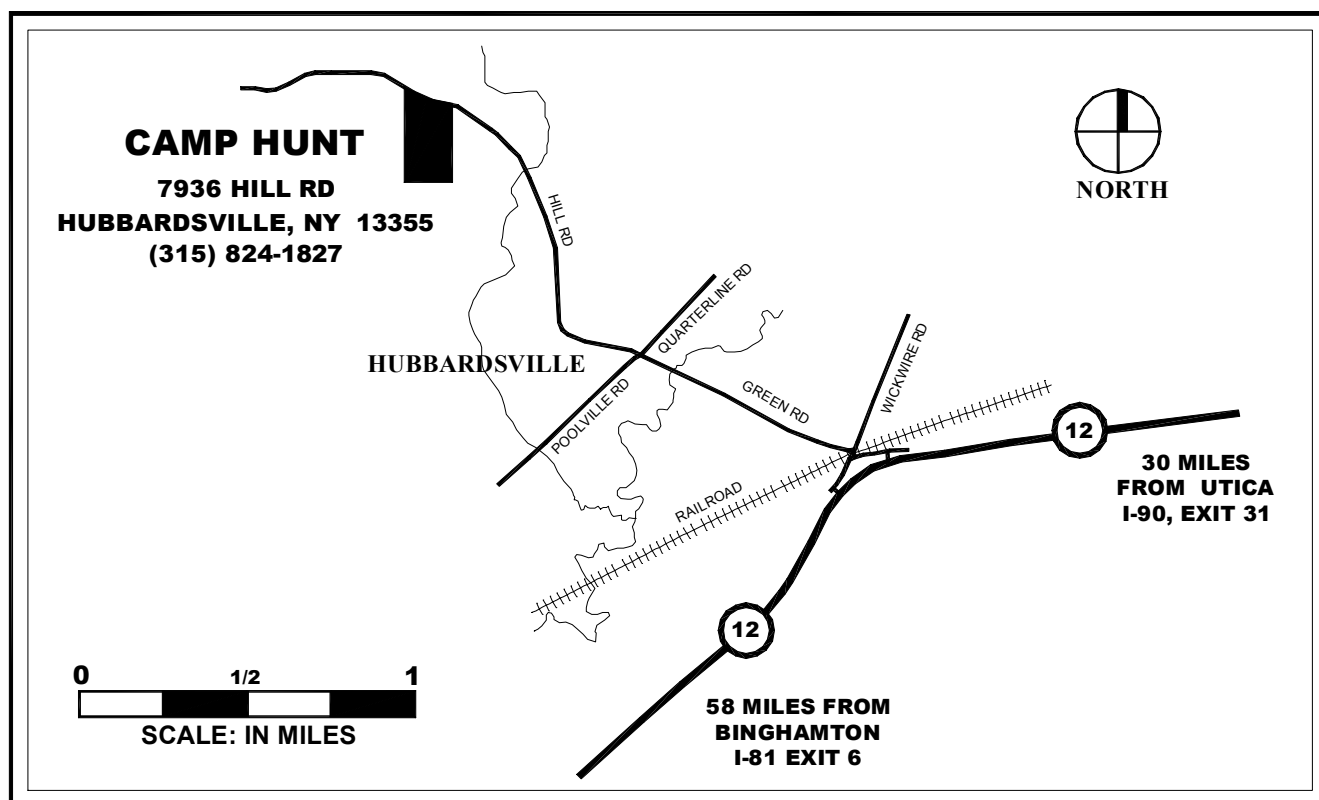 CAMP HUNT
7936 HILL RD
HUBBARDSVILLE, NY 13355
(315) 824-1827
NORTH
HILL RD
QUARTERLINE RD
HUBBARDSVILLE
POOLVILLE RD
GREEN RD
WICKWIRE RD
12
30 MILES
FROM UTICA
I-90, EXIT 31
RAILROAD
12
58 MILES FROM
BINGHAMTON
I-81 EXIT 6
0 1/2 1
SCALE: IN MILES